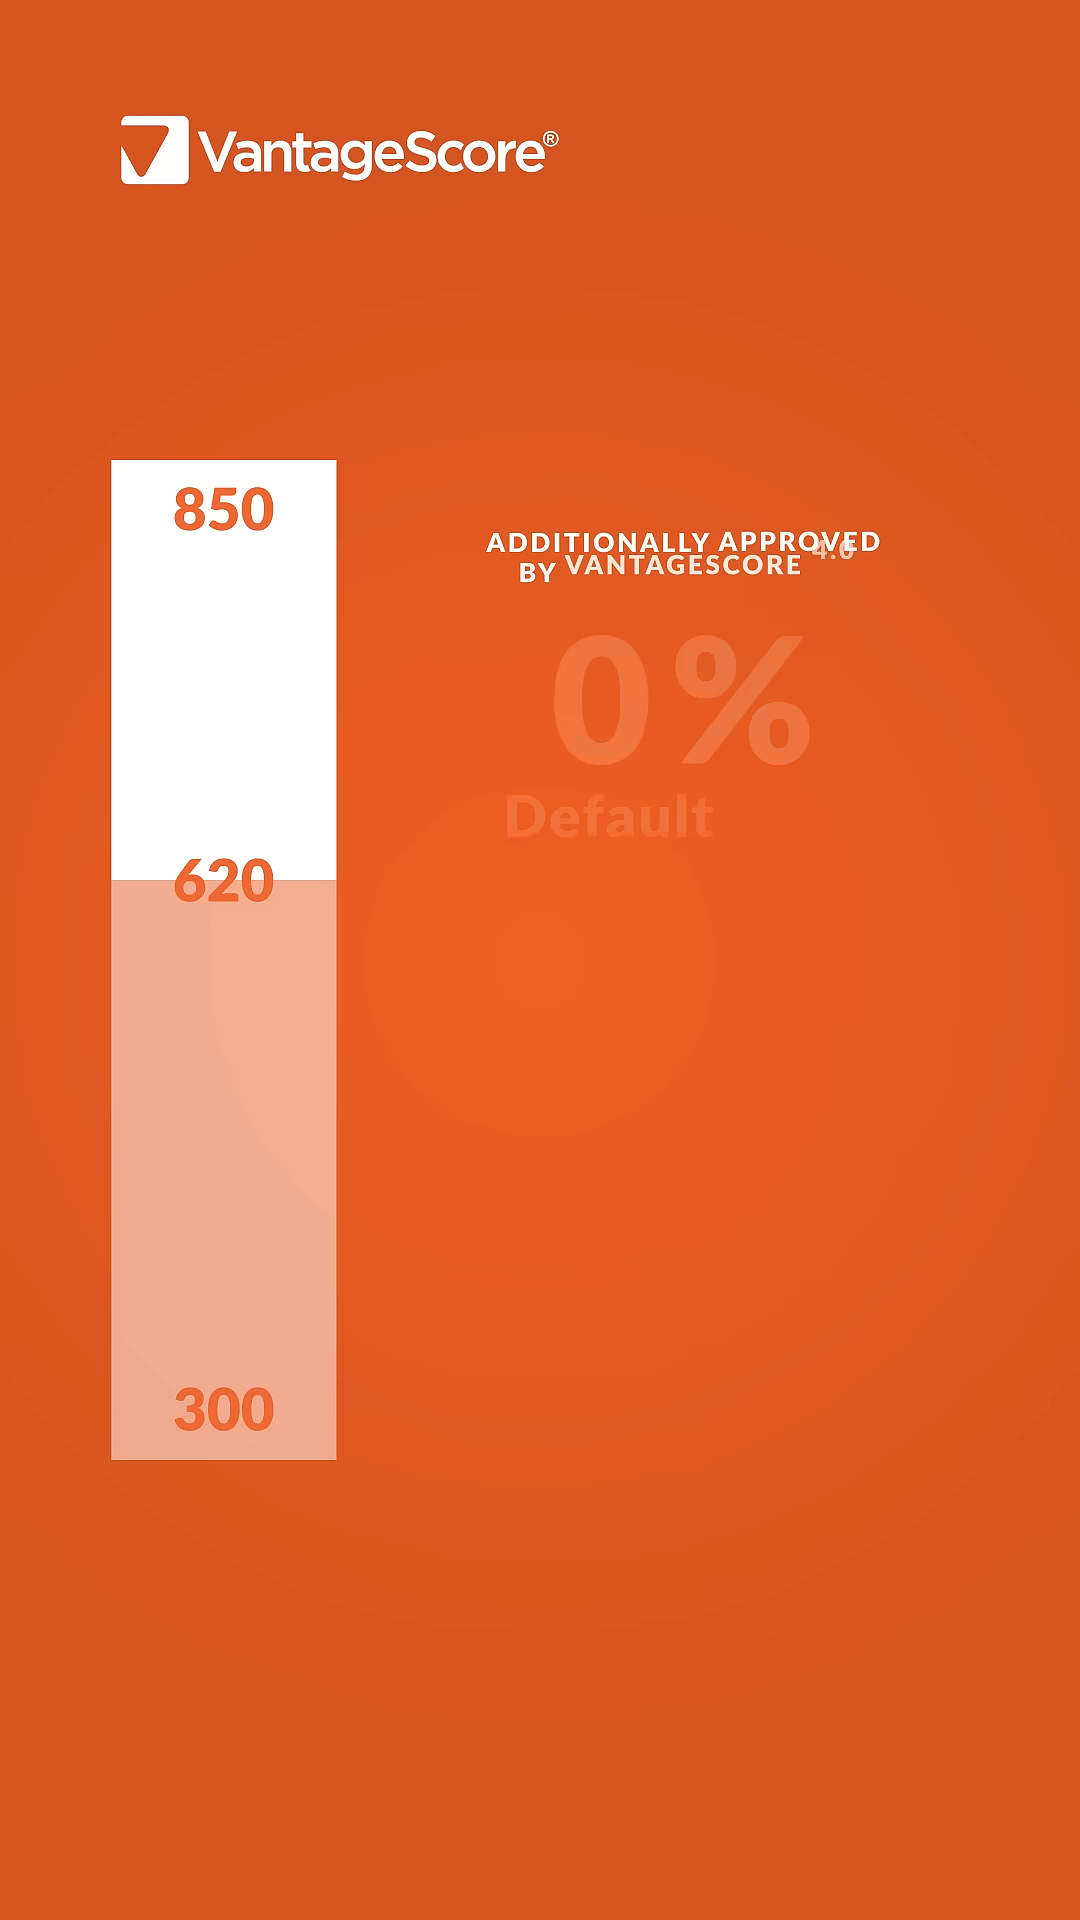 VantageScore®
850
ADDITIONALLY APPROVED
BY VANTAGESCORE 4.0
0%
Default
620
300